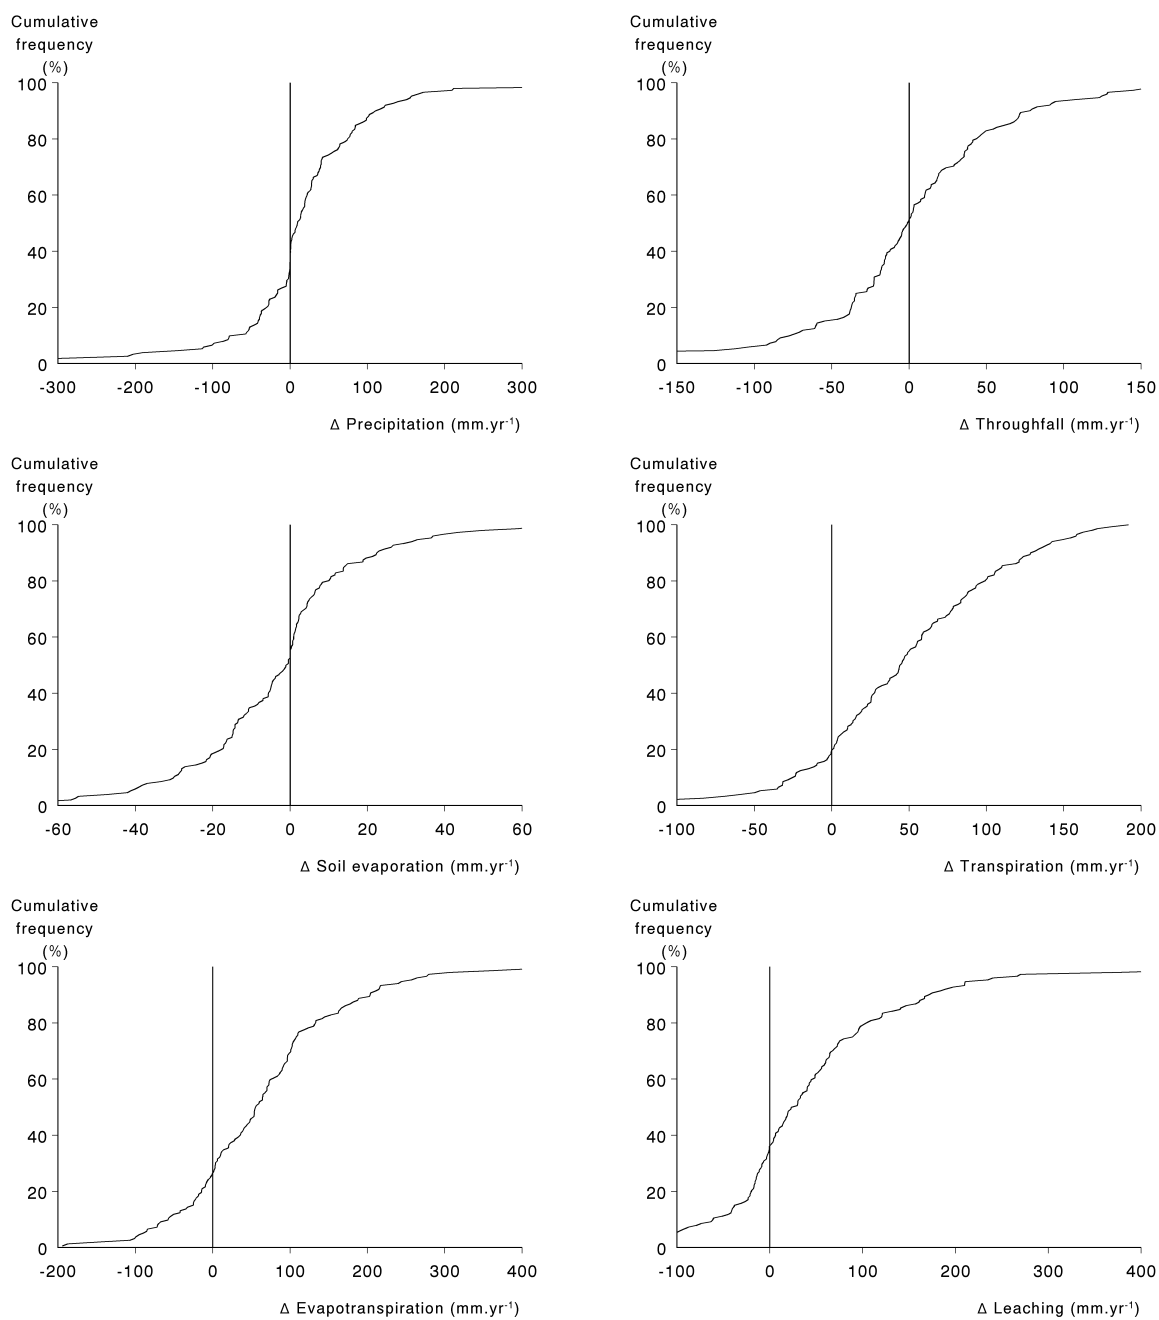 Cumulative
frequency
(%)
100
80
60
40
20
0
-300 -200 -100 0 100 200 300
Δ Precipitation (mm.yr-1)
Cumulative
frequency
(%)
100
80
60
40
20
0
-150 -100 -50 0 50 100 150
Δ Throughfall (mm.yr-1)
Cumulative
frequency
(%)
100
80
60
40
20
0
-60 -40 -20 0 20 40 60
Δ Soil evaporation (mm.yr-1)
Cumulative
frequency
(%)
100
80
60
40
20
0
-100 -50 0 50 100 150 200
Δ Transpiration (mm.yr-1)
Cumulative
frequency
(%)
100
80
60
40
20
0
-200 -100 0 100 200 300 400
Δ Evapotranspiration (mm.yr-1)
Cumulative
frequency
(%)
100
80
60
40
20
0
-100 0 100 200 300 400
Δ Leaching (mm.yr-1)